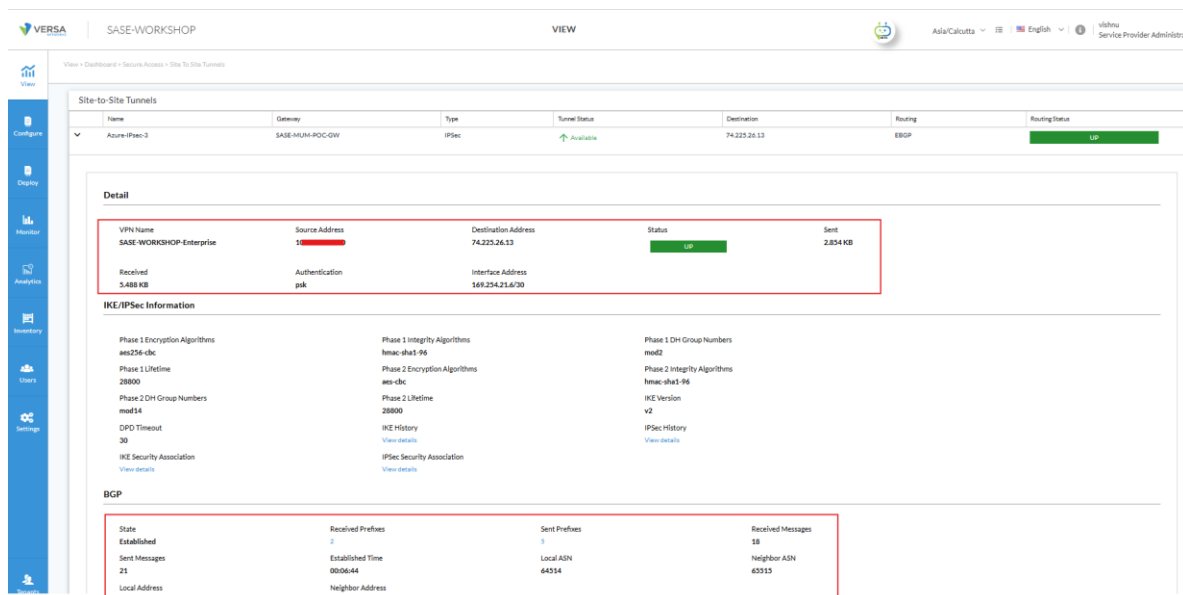 VERSA
SASE-WORKSHOP
VIEW
Asia/Calcutta
English
vishnu
Service Provider Administra
View > Dashboard > Secure Access > Site To Site Tunnels
View
Configure
Deploy
Monitor
Analytics
Inventory
Users
Settings
Tenants
Site-to-Site Tunnels
Name Gateway Type Tunnel Status Destination Routing Routing Status
Azure-IPsec-3 SASE-MUM-POC-GW IPSec Available 74.225.26.13 EBGP UP
Detail
VPN Name Source Address Destination Address Status Sent
SASE-WORKSHOP-Enterprise 74.225.26.13 UP 2.854 KB
Received Authentication Interface Address
5.488 KB psk 169.254.21.6/30
IKE/IPSec Information
Phase 1 Encryption Algorithms Phase 1 Integrity Algorithms Phase 1 DH Group Numbers
aes256-cbc hmac-sha1-96 mod2
Phase 1 Lifetime Phase 2 Encryption Algorithms Phase 2 Integrity Algorithms
28800 aes-cbc hmac-sha1-96
Phase 2 DH Group Numbers Phase 2 Lifetime IKE Version
mod14 28800 v2
DPD Timeout IKE History IPSec History
30 View details View details
IKE Security Association IPSec Security Association
View details View details
BGP
State Received Prefixes Sent Prefixes Received Messages
Established 2 3 18
Sent Messages Established Time Local ASN Neighbor ASN
21 00:06:44 64514 65515
Local Address Neighbor Address